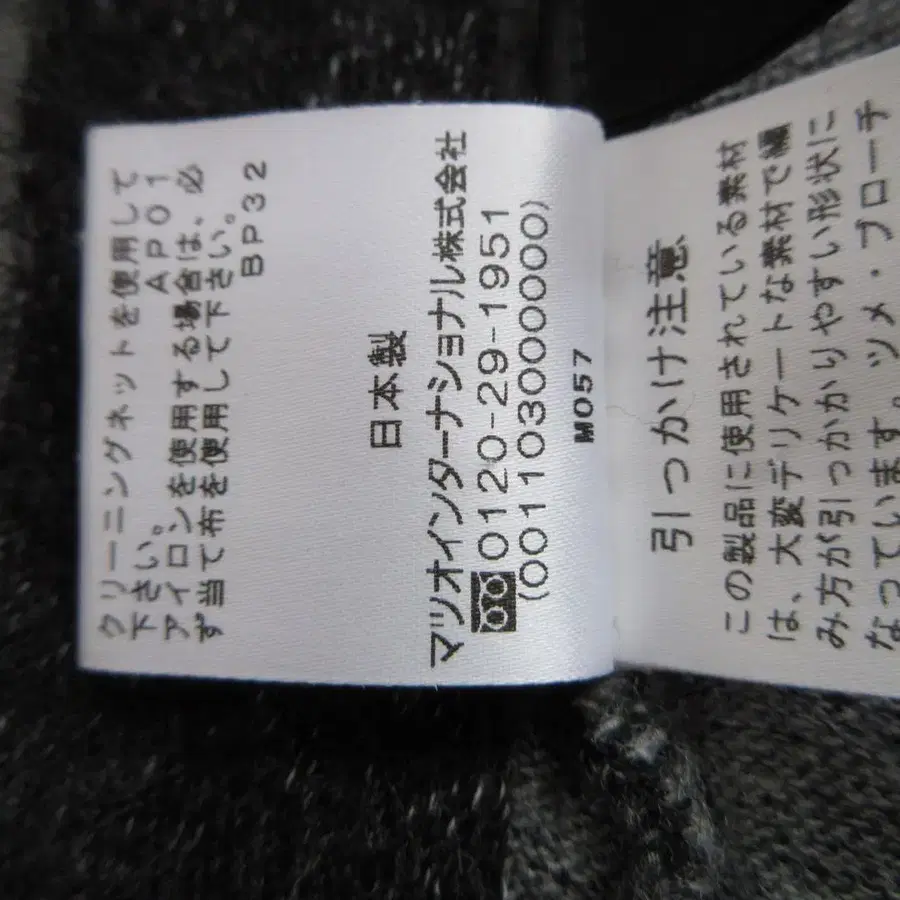 クリーニングネットを使用して
下さい。 AP01
アイロンを使用する場合は、必
ず当て布を使用して下さい。
BP32
日本製
マツオインターナショナル株式会社
0120-29-1951
(00110300000000)
M057
引っかけ注意
この製品に使用されている素材
は、大変デリケートな素材で編
み方が引っかかりやすい形状に
なっています。ツメ・ブローチ